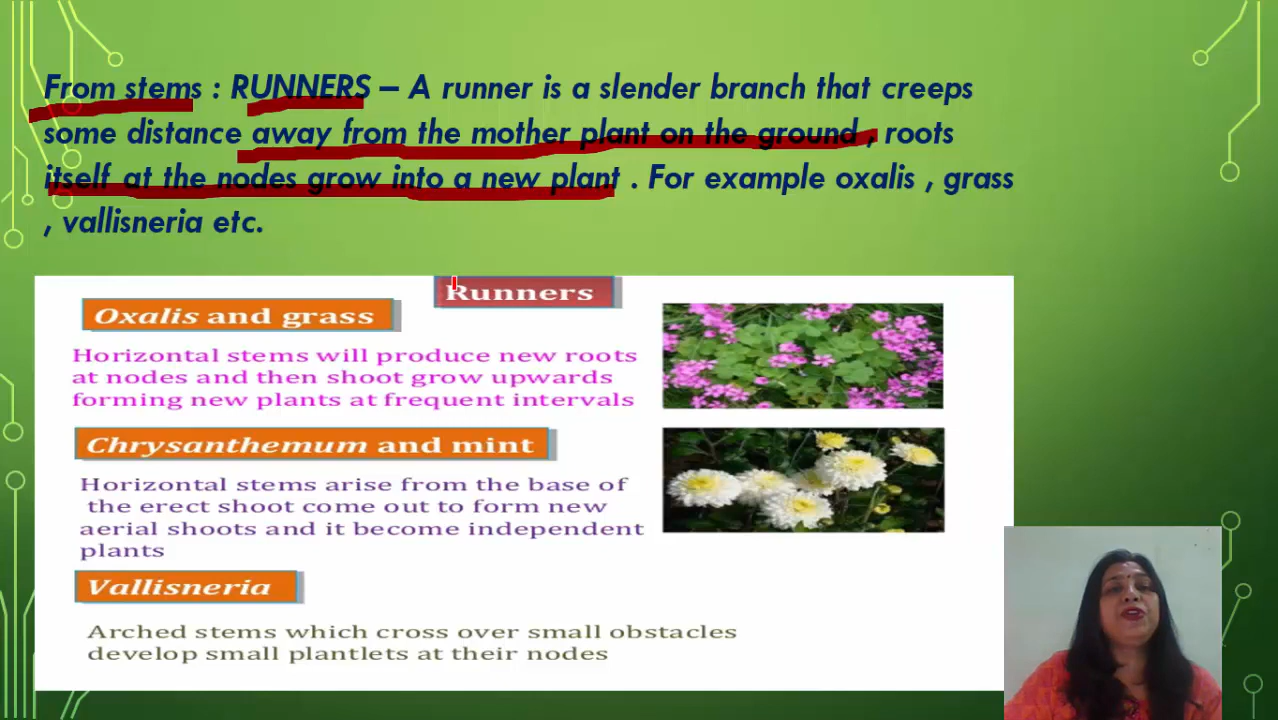 From stems : RUNNERS – A runner is a slender branch that creeps
some distance away from the mother plant on the ground , roots
itself at the nodes grow into a new plant . For example oxalis , grass
, vallisneria etc.
Runners
Oxalis and grass
Horizontal stems will produce new roots
at nodes and then shoot grow upwards
forming new plants at frequent intervals
Chrysanthemum and mint
Horizontal stems arise from the base of
the erect shoot come out to form new
aerial shoots and it become independent
plants
Vallisneria
Arched stems which cross over small obstacles
develop small plantlets at their nodes